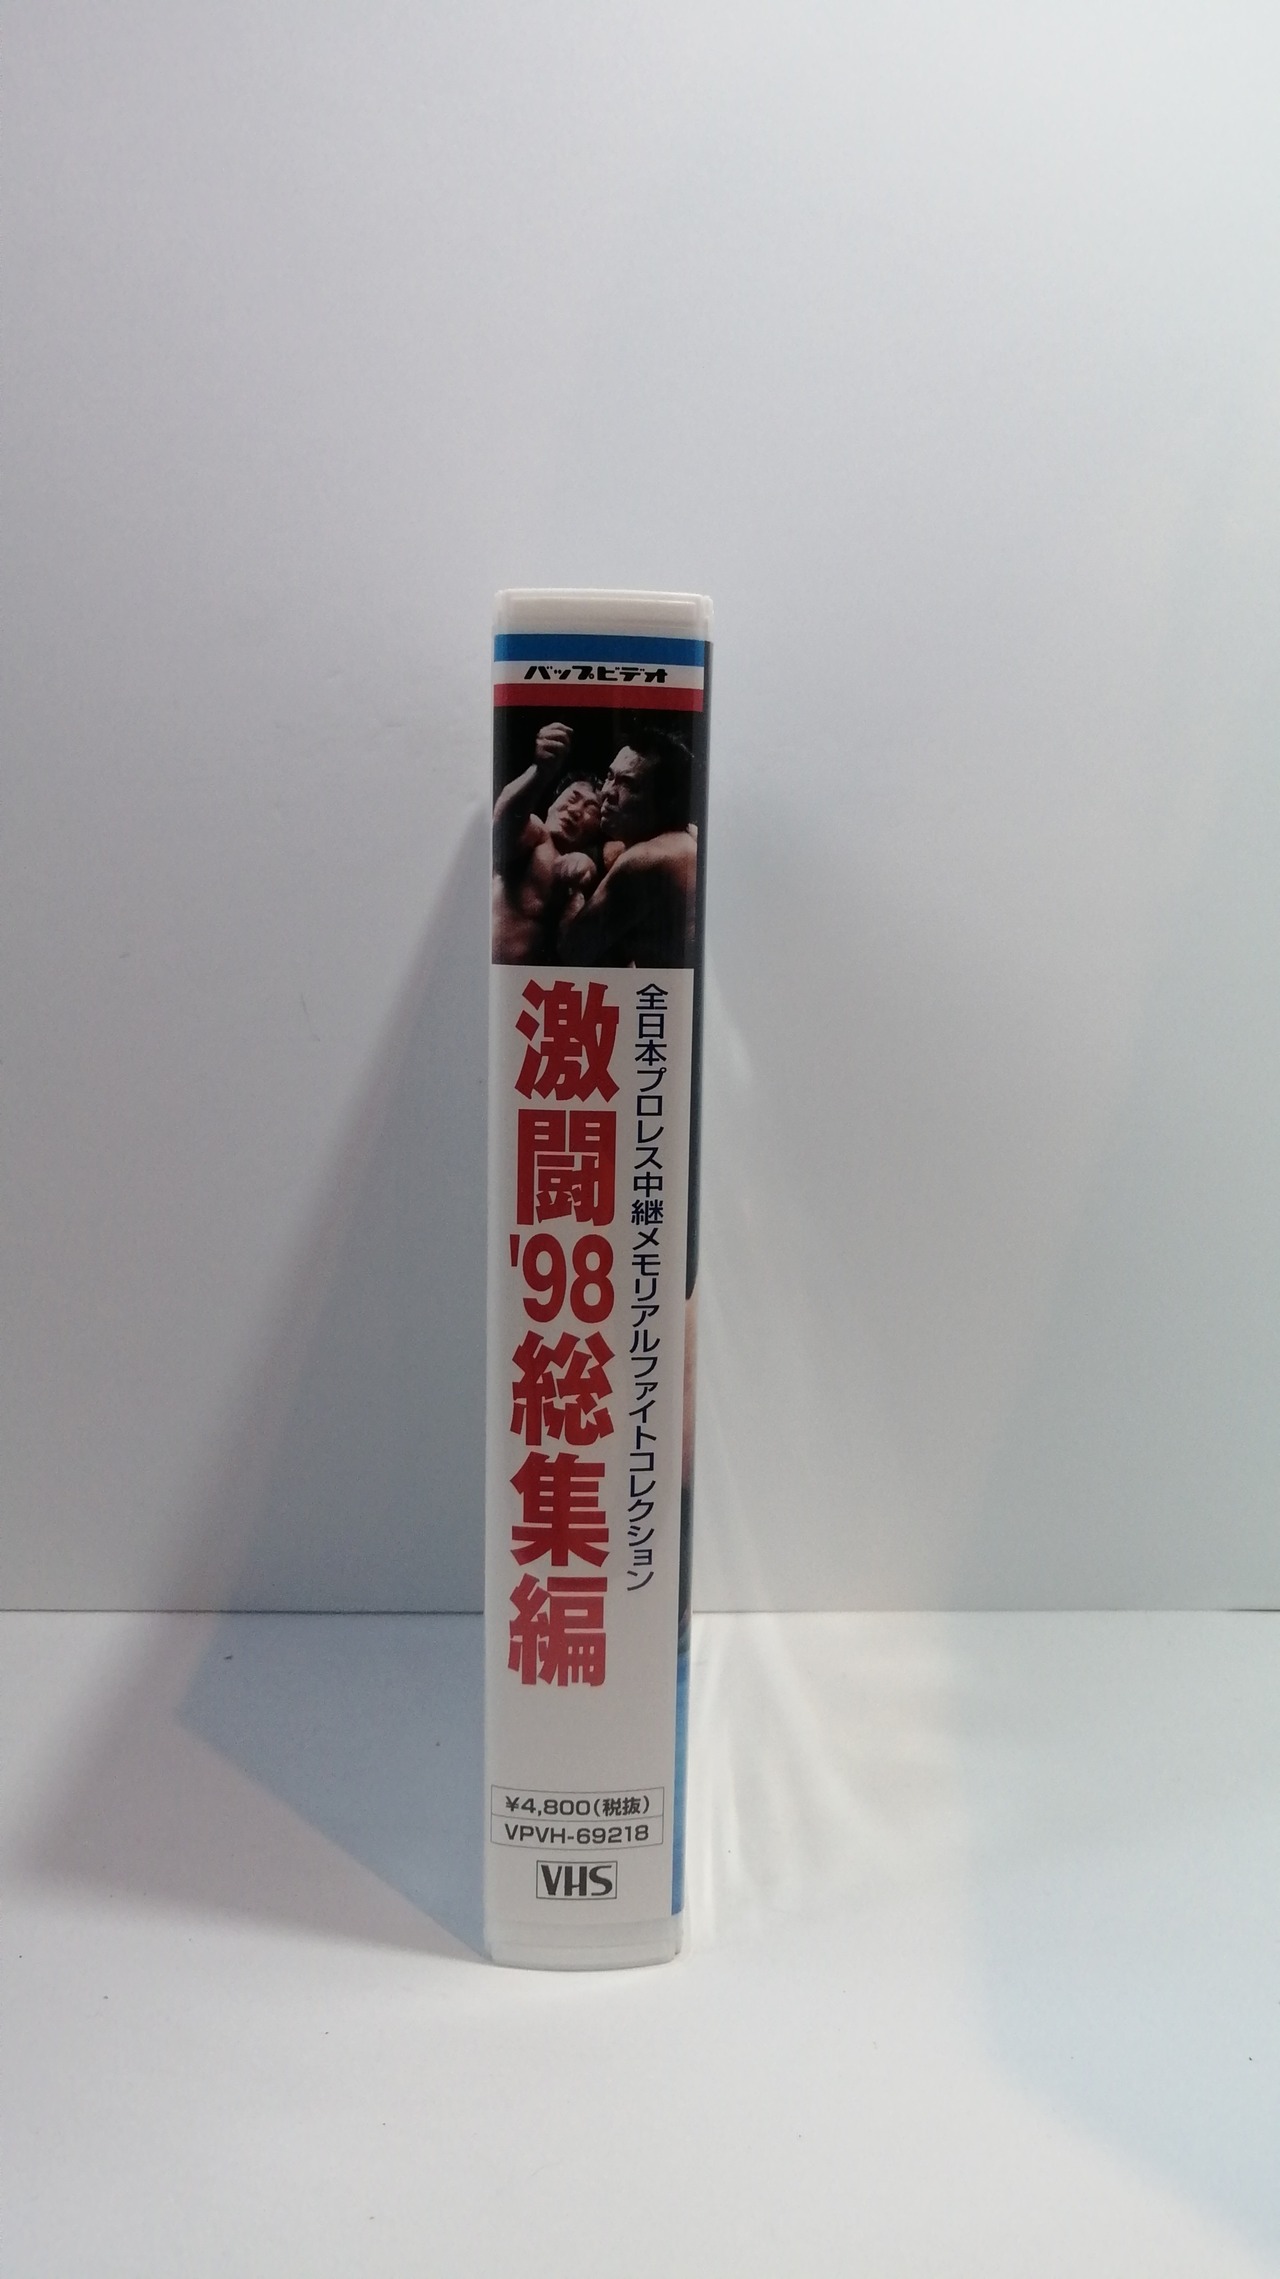 バップビデオ
全日本プロレス中継メモリアルファイトコレクション
激闘'98総集編
¥4,800(税抜)
VPVH-69218
VHS